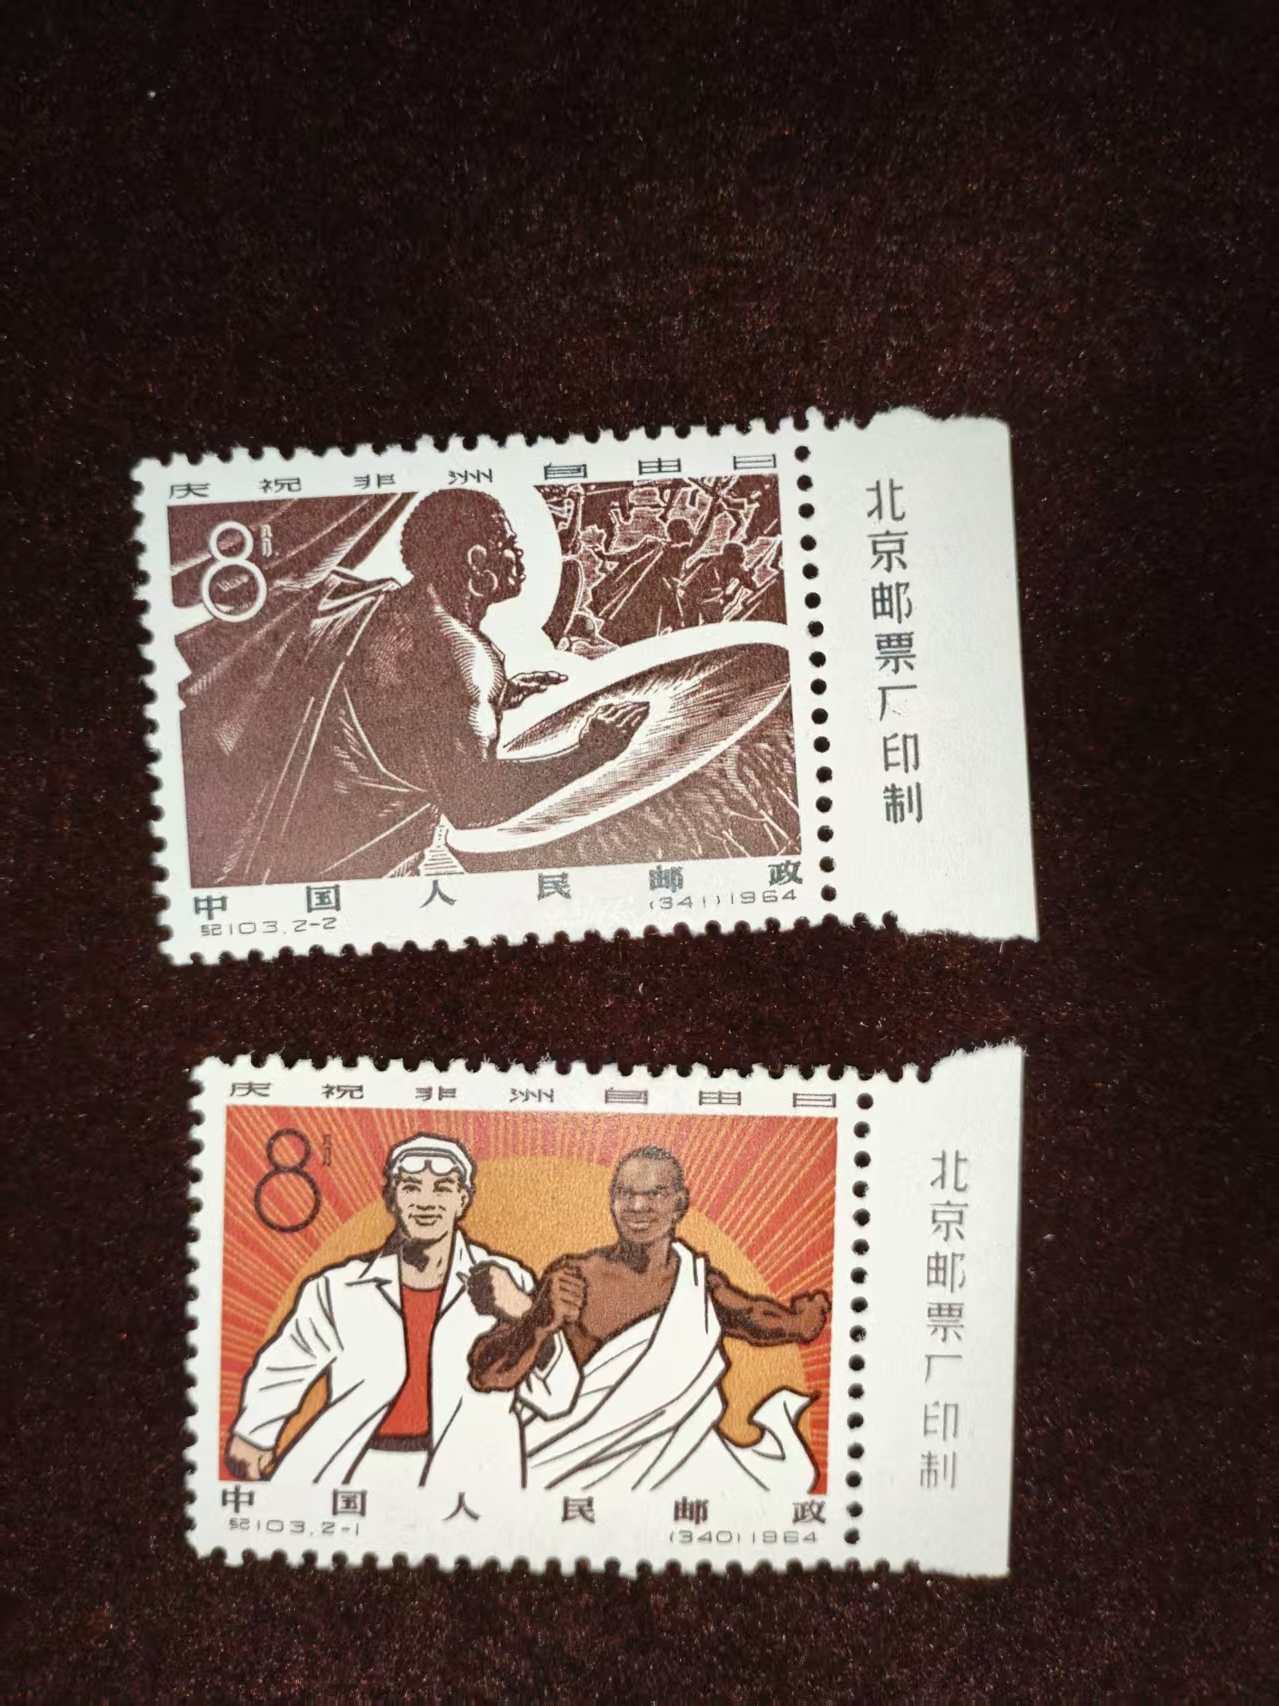 庆祝非洲自由日
8分
北京邮票厂印制
中国人民邮政
纪103.2-2
(341)1964
庆祝非洲自由日
8分
北京邮票厂印制
中国人民邮政
纪103.2-1
(340)1964